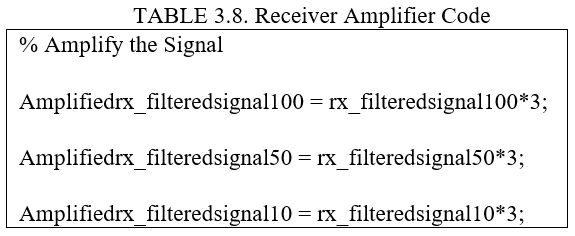 TABLE 3.8. Receiver Amplifier Code
% Amplify the Signal
Amplifiedrx_filteredsignal100 = rx_filteredsignal100*3;
Amplifiedrx_filteredsignal50 = rx_filteredsignal50*3;
Amplifiedrx_filteredsignal10 = rx_filteredsignal10*3;